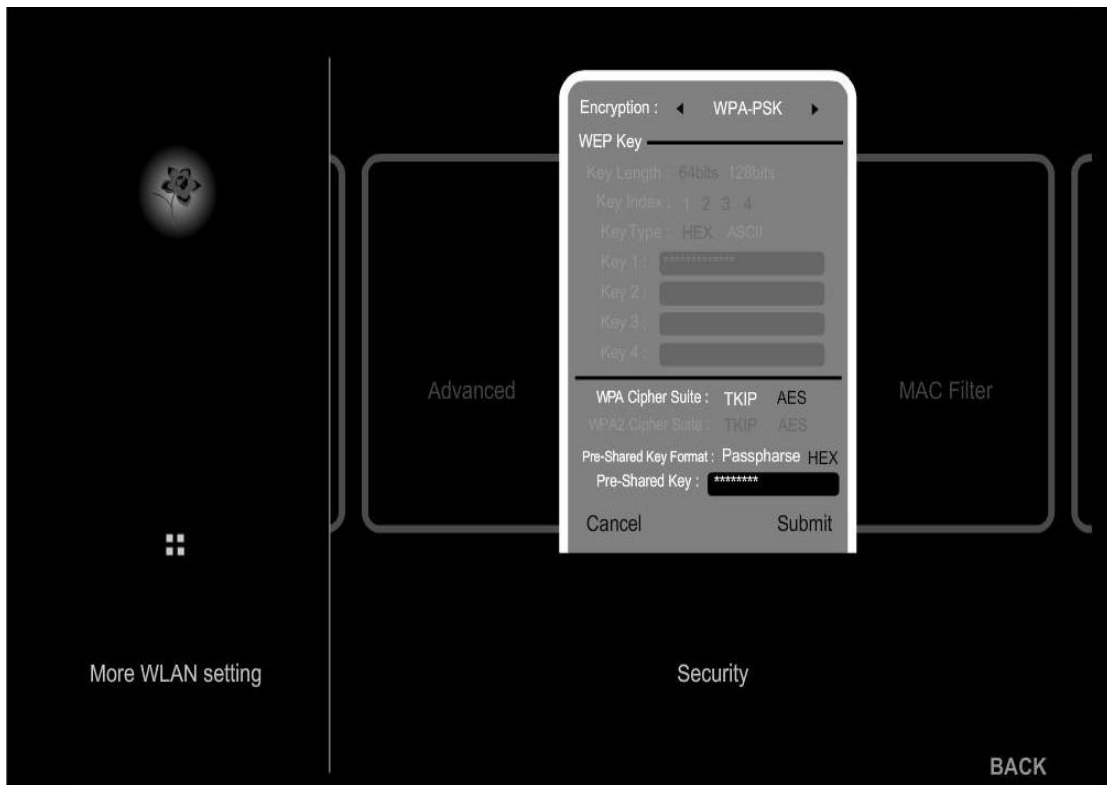 Encryption : ◄ WPA-PSK ►
WEP Key
Key Length : 64bits 128bits
Key Index : 1 2 3 4
Key Type : HEX ASCII
Key 1 : *************
Key 2 :
Key 3 :
Key 4 :
WPA Cipher Suite : TKIP AES
WPA2 Cipher Suite : TKIP AES
Pre-Shared Key Format : Passpharse HEX
Pre-Shared Key : ********
Cancel Submit
Advanced
MAC Filter
More WLAN setting
Security
BACK